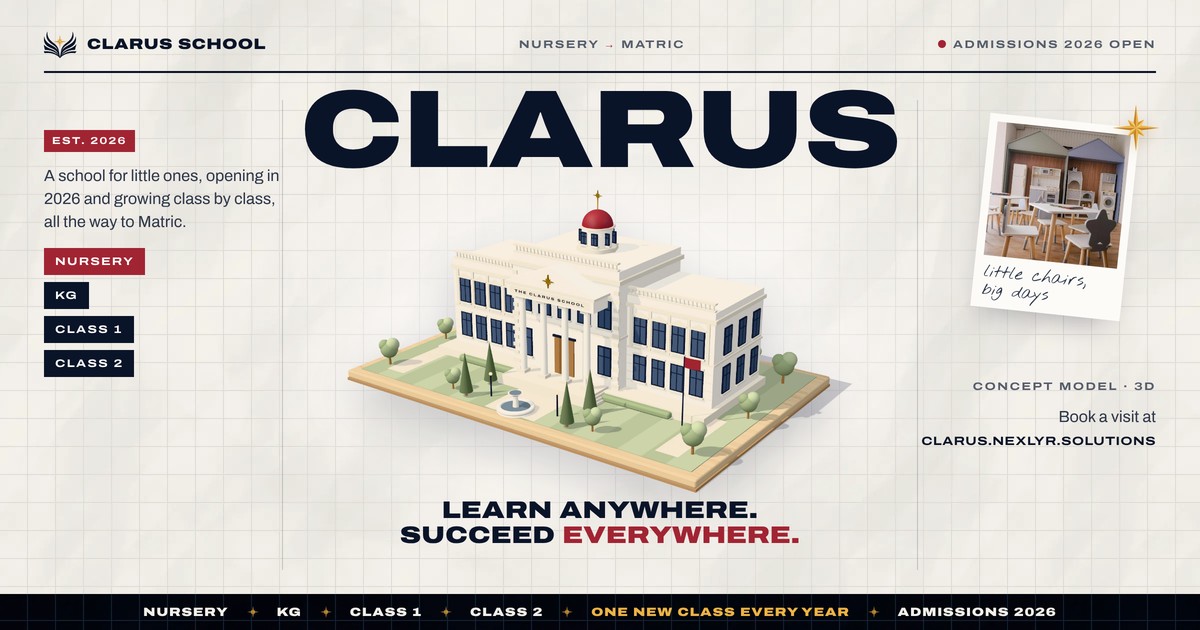 CLARUS SCHOOL
NURSERY → MATRIC
ADMISSIONS 2026 OPEN
CLARUS
EST. 2026
A school for little ones, opening in
2026 and growing class by class,
all the way to Matric.
NURSERY
KG
CLASS 1
CLASS 2
THE CLARUS SCHOOL
little chairs,
big days
CONCEPT MODEL · 3D
Book a visit at
CLARUS.NEXLYR.SOLUTIONS
LEARN ANYWHERE.
SUCCEED EVERYWHERE.
NURSERY ✦ KG ✦ CLASS 1 ✦ CLASS 2 ✦ ONE NEW CLASS EVERY YEAR ✦ ADMISSIONS 2026